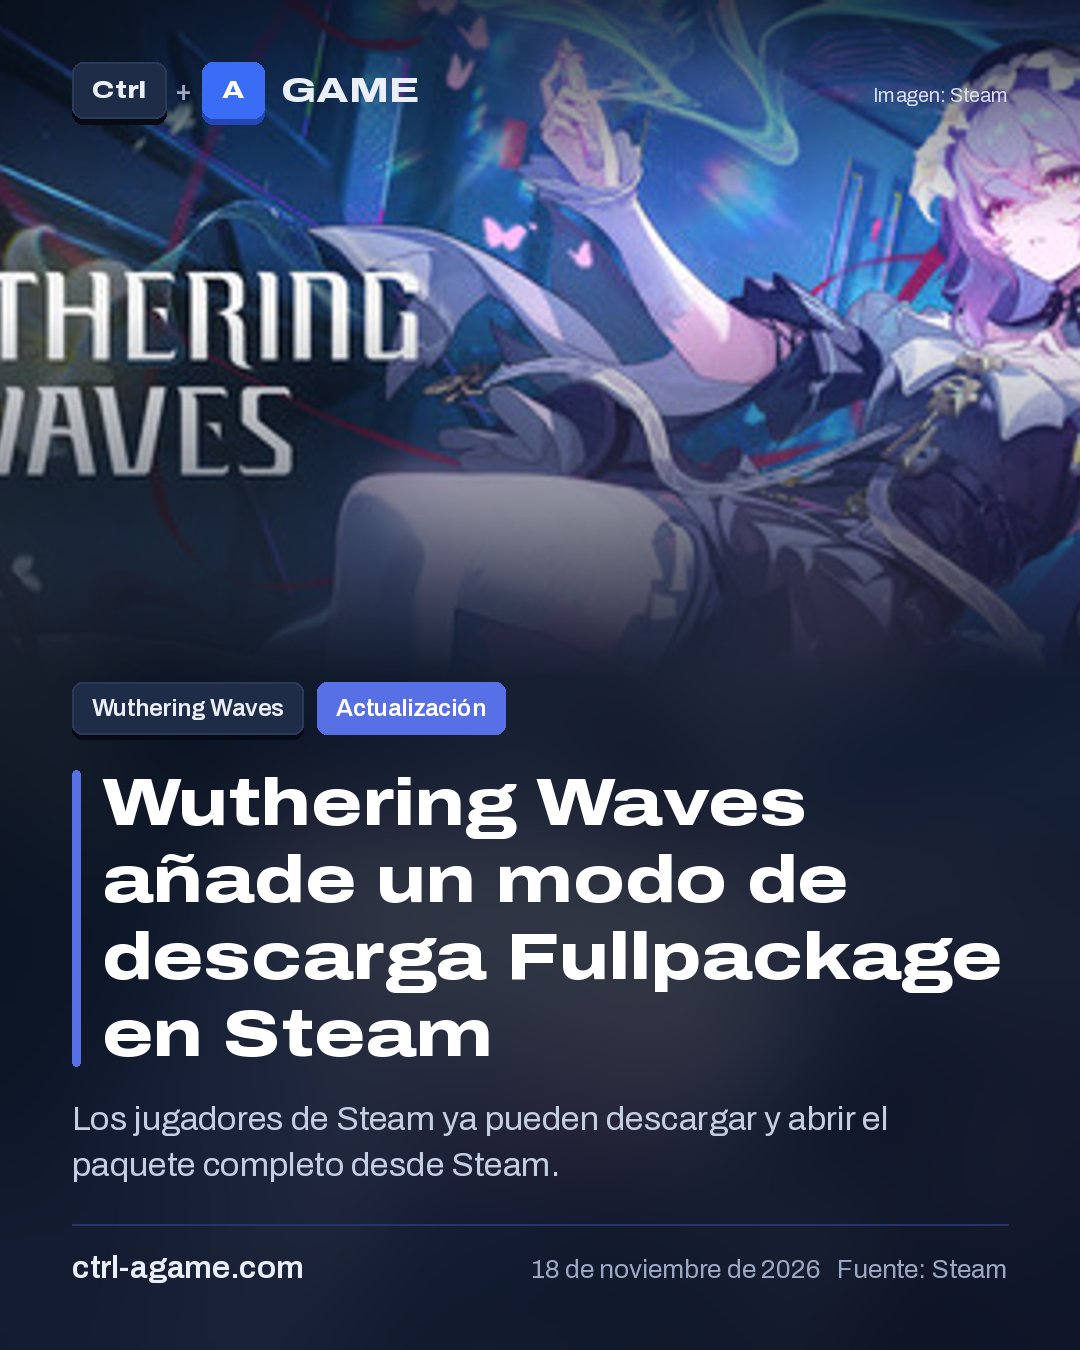 Ctrl + A GAME
Imagen: Steam
THERING
WAVES
Wuthering Waves
Actualización
Wuthering Waves
añade un modo de
descarga Fullpackage
en Steam
Los jugadores de Steam ya pueden descargar y abrir el
paquete completo desde Steam.
ctrl-agame.com
18 de noviembre de 2026 Fuente: Steam